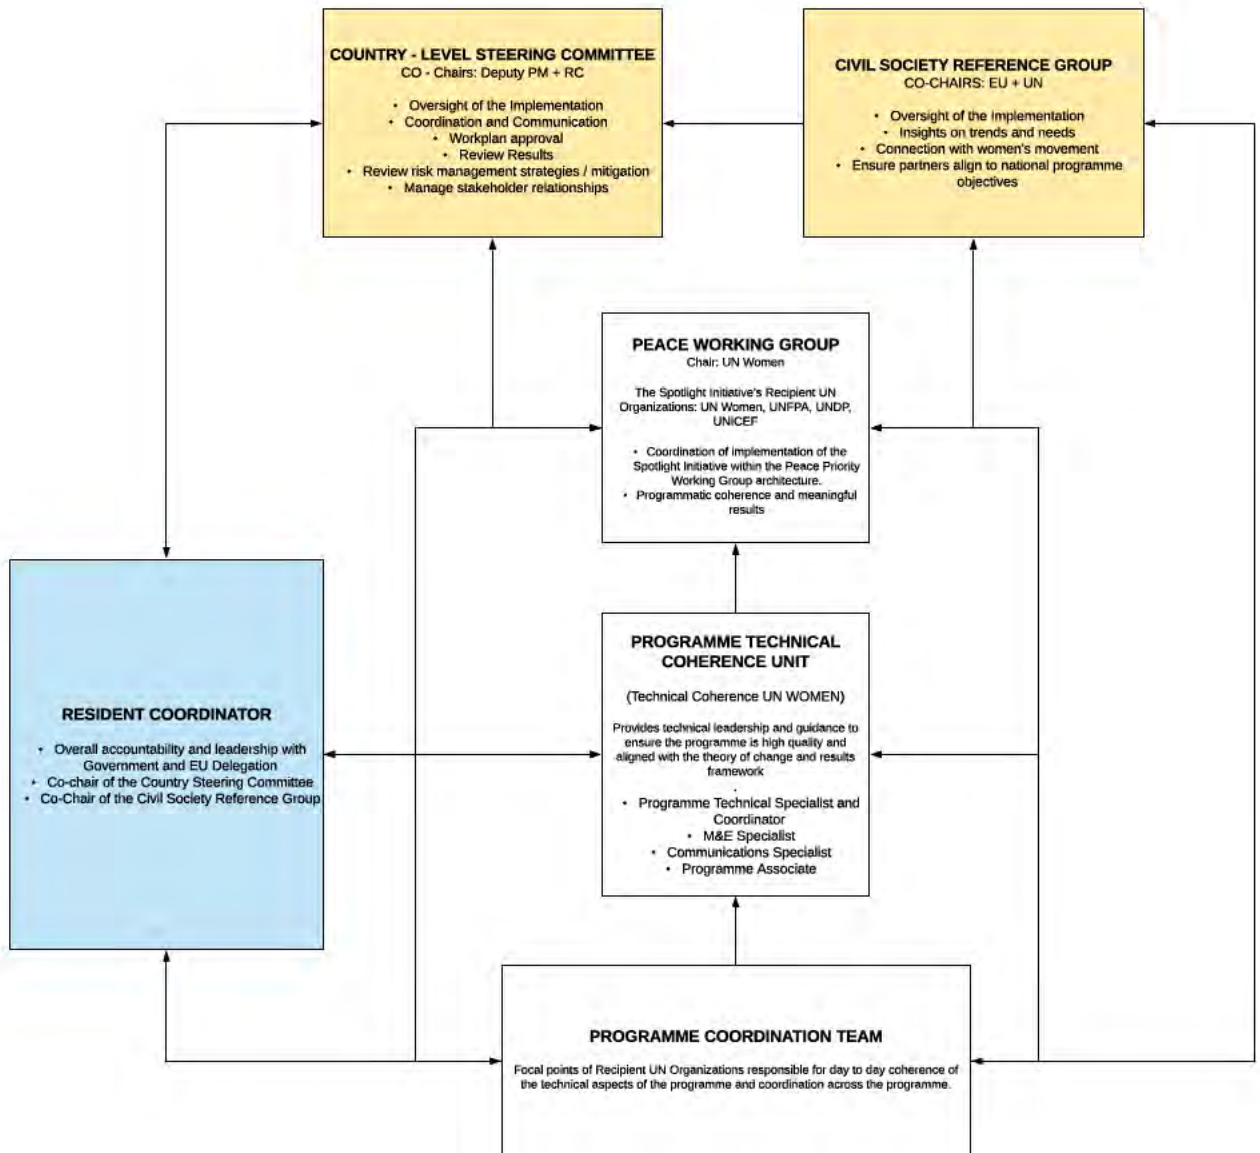 COUNTRY - LEVEL STEERING COMMITTEE
CO - Chairs: Deputy PM + RC
• Oversight of the Implementation
• Coordination and Communication
• Workplan approval
• Review Results
• Review risk management strategies / mitigation
• Manage stakeholder relationships
CIVIL SOCIETY REFERENCE GROUP
CO-CHAIRS: EU + UN
• Oversight of the Implementation
• Insights on trends and needs
• Connection with women's movement
• Ensure partners align to national programme
objectives
PEACE WORKING GROUP
Chair: UN Women
The Spotlight Initiative's Recipient UN
Organizations: UN Women, UNFPA, UNDP,
UNICEF
• Coordination of implementation of the
Spotlight Initiative within the Peace Priority
Working Group architecture.
• Programmatic coherence and meaningful
results
RESIDENT COORDINATOR
• Overall accountability and leadership with
Government and EU Delegation
• Co-chair of the Country Steering Committee
• Co-Chair of the Civil Society Reference Group
PROGRAMME TECHNICAL
COHERENCE UNIT
(Technical Coherence UN WOMEN)
Provides technical leadership and guidance to
ensure the programme is high quality and
aligned with the theory of change and results
framework
.
• Programme Technical Specialist and
Coordinator
• M&E Specialist
• Communications Specialist
• Programme Associate
PROGRAMME COORDINATION TEAM
Focal points of Recipient UN Organizations responsible for day to day coherence of
the technical aspects of the programme and coordination across the programme.